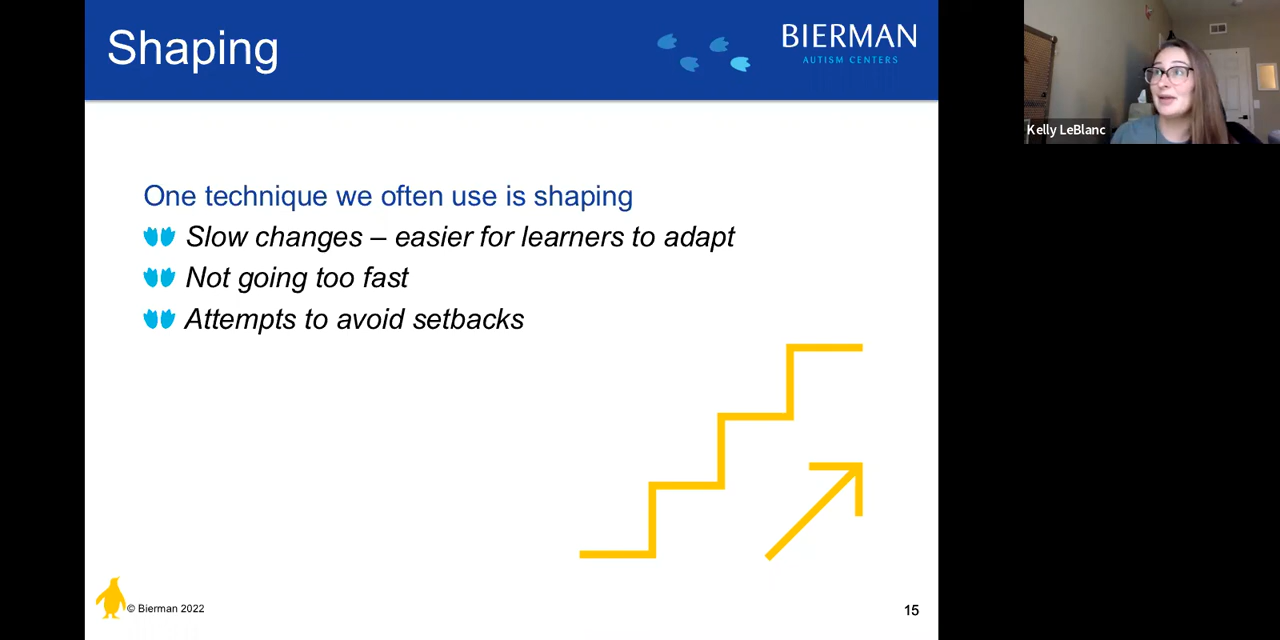 Shaping
BIERMAN
AUTISM CENTERS
Kelly LeBlanc
One technique we often use is shaping
Slow changes – easier for learners to adapt
Not going too fast
Attempts to avoid setbacks
© Bierman 2022
15